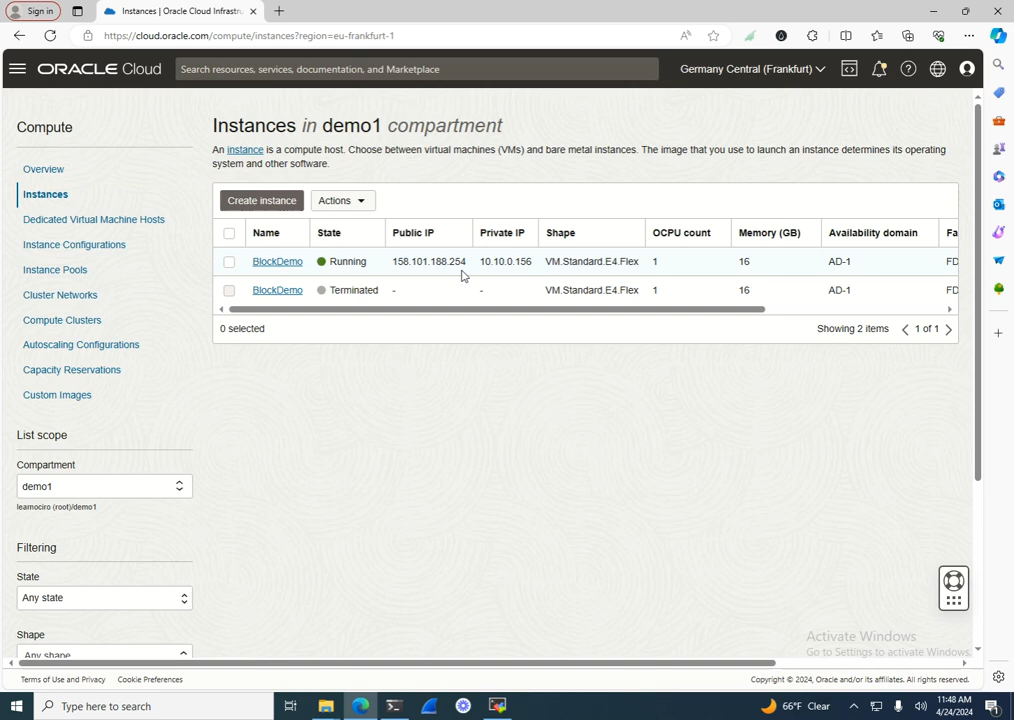 Sign in
Instances | Oracle Cloud Infrastru
https://cloud.oracle.com/compute/instances?region=eu-frankfurt-1
ORACLE Cloud
Search resources, services, documentation, and Marketplace
Germany Central (Frankfurt)
Compute
Overview
Instances
Dedicated Virtual Machine Hosts
Instance Configurations
Instance Pools
Cluster Networks
Compute Clusters
Autoscaling Configurations
Capacity Reservations
Custom Images
List scope
Compartment
demo1
learnociro (root)/demo1
Filtering
State
Any state
Shape
Any shape
Instances in demo1 compartment
An instance is a compute host. Choose between virtual machines (VMs) and bare metal instances. The image that you use to launch an instance determines its operating
system and other software.
Create instance Actions
Name State Public IP Private IP Shape OCPU count Memory (GB) Availability domain Fa
BlockDemo Running 158.101.188.254 10.10.0.156 VM.Standard.E4.Flex 1 16 AD-1 FD
BlockDemo Terminated - - VM.Standard.E4.Flex 1 16 AD-1 FD
0 selected Showing 2 items 1 of 1
Activate Windows
Go to Settings to activate Windows.
Terms of Use and Privacy Cookie Preferences Copyright © 2024, Oracle and/or its affiliates. All rights reserved.
Type here to search 66°F Clear 11:48 AM
4/24/2024
1